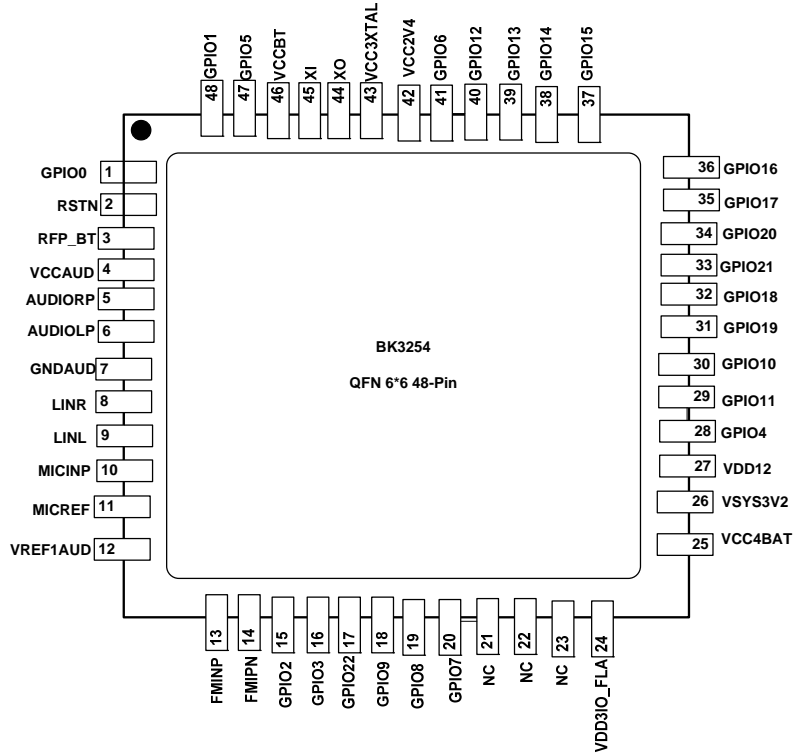 48 GPIO1
47 GPIO5
46 VCCBT
45 XI
44 XO
43 VCC3XTAL
42 VCC2V4
41 GPIO6
40 GPIO12
39 GPIO13
38 GPIO14
37 GPIO15
GPIO0 1
RSTN 2
RFP_BT 3
VCCAUD 4
AUDIORP 5
AUDIOLP 6
GNDAUD 7
LINR 8
LINL 9
MICINP 10
MICREF 11
VREF1AUD 12
BK3254
QFN 6*6 48-Pin
36 GPIO16
35 GPIO17
34 GPIO20
33 GPIO21
32 GPIO18
31 GPIO19
30 GPIO10
29 GPIO11
28 GPIO4
27 VDD12
26 VSYS3V2
25 VCC4BAT
FMINP 13
FMIPN 14
GPIO2 15
GPIO3 16
GPIO22 17
GPIO9 18
GPIO8 19
GPIO7 20
NC 21
NC 22
NC 23
VDD3IO_FLA 24